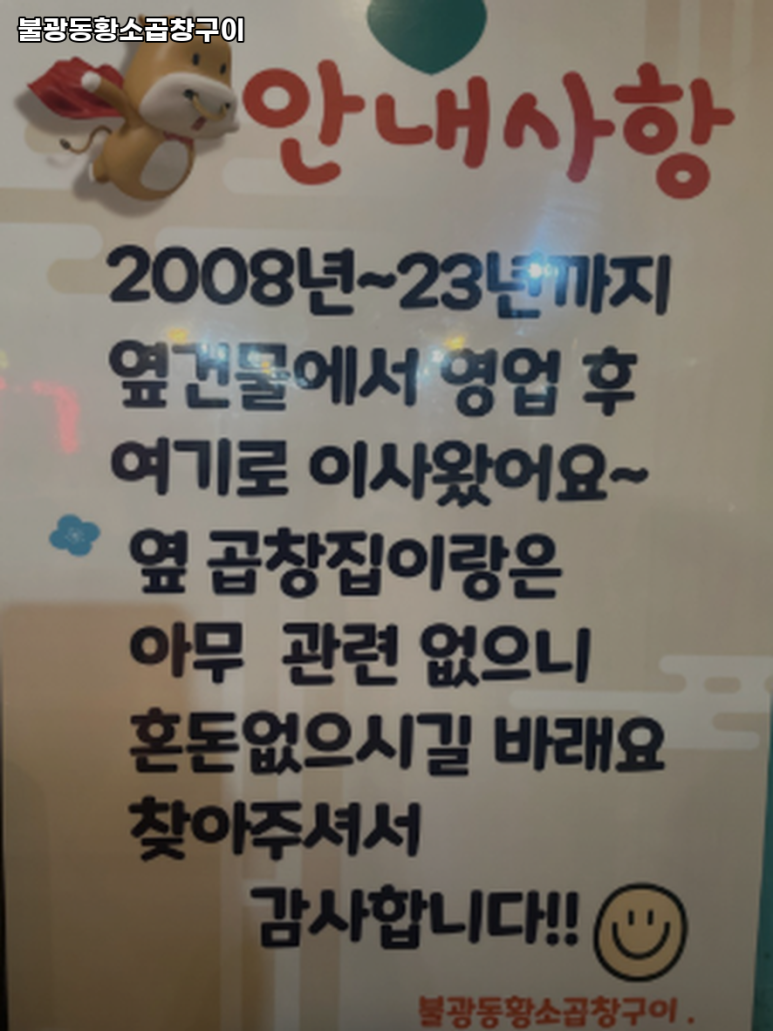 불광동황소곱창구이
안내사항
2008년~23년까지
옆건물에서 영업 후
여기로 이사왔어요~
옆 곱창집이랑은
아무 관련 없으니
혼돈없으시길 바래요
찾아주셔서
감사합니다!!
불광동황소곱창구이.